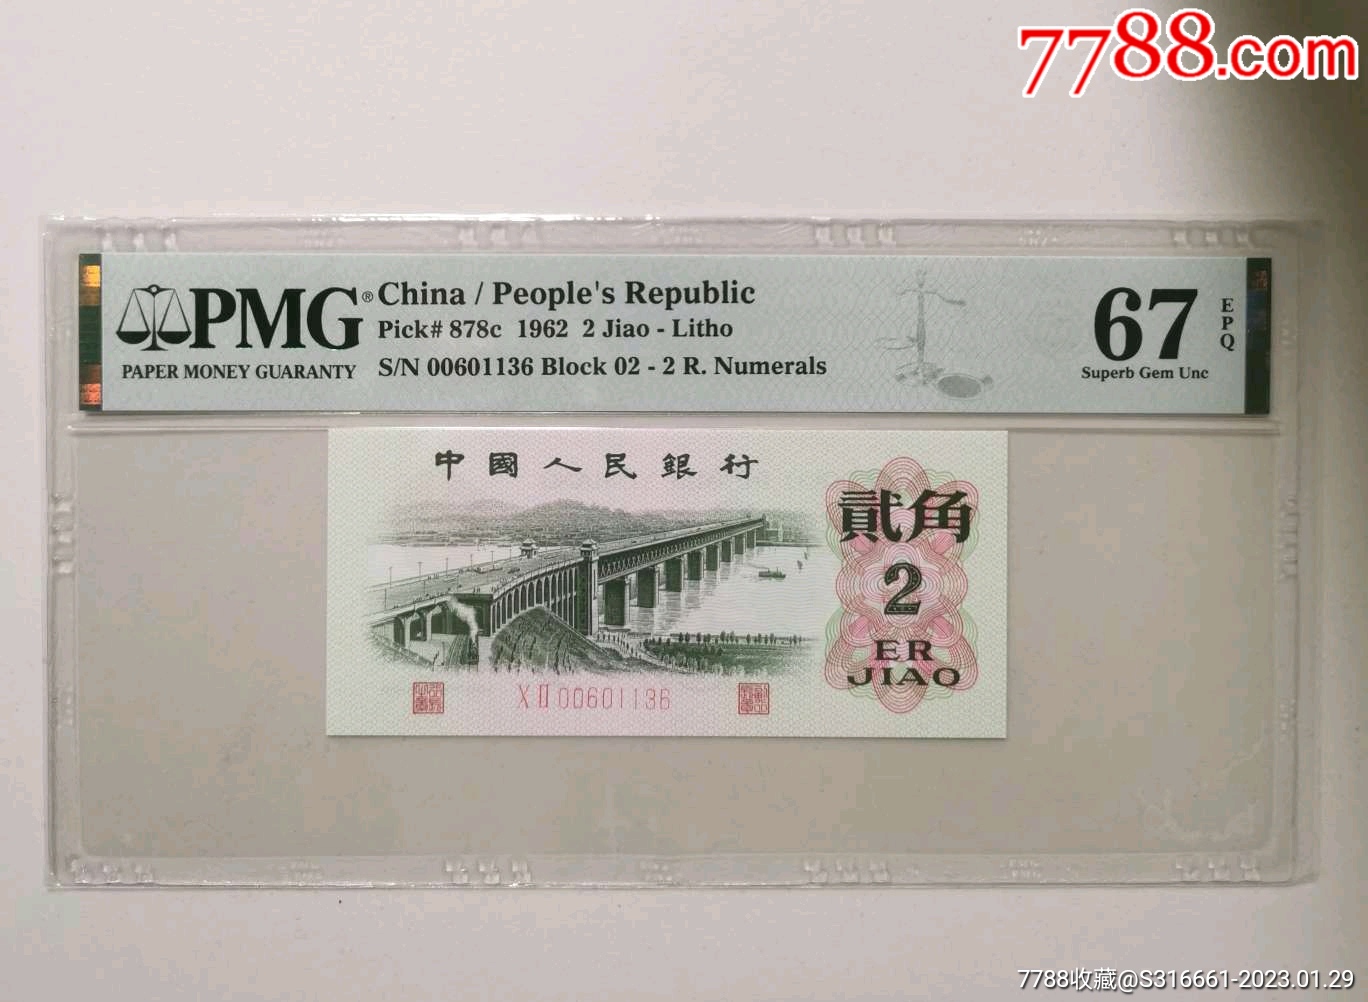 7788.com
PMG® China / People's Republic
Pick# 878c 1962 2 Jiao - Litho
PAPER MONEY GUARANTY S/N 00601136 Block 02 - 2 R. Numerals
67 EPQ
Superb Gem Unc
中國人民銀行
貳角
2
ER
JIAO
X II 00601136
7788收藏@S316661-2023.01.29